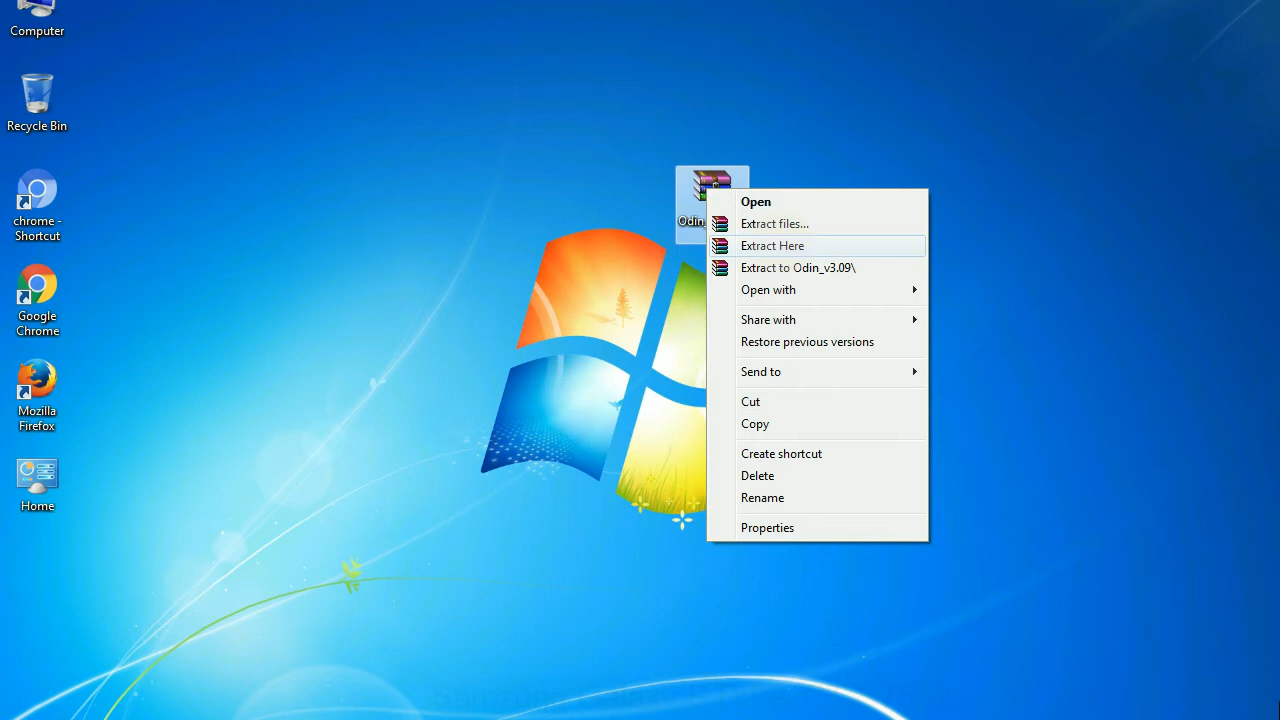 Computer
Recycle Bin
chrome -
Shortcut
Google
Chrome
Mozilla
Firefox
Home
Open
Extract files...
Extract Here
Extract to Odin_v3.09\
Open with
Share with
Restore previous versions
Send to
Cut
Copy
Create shortcut
Delete
Rename
Properties